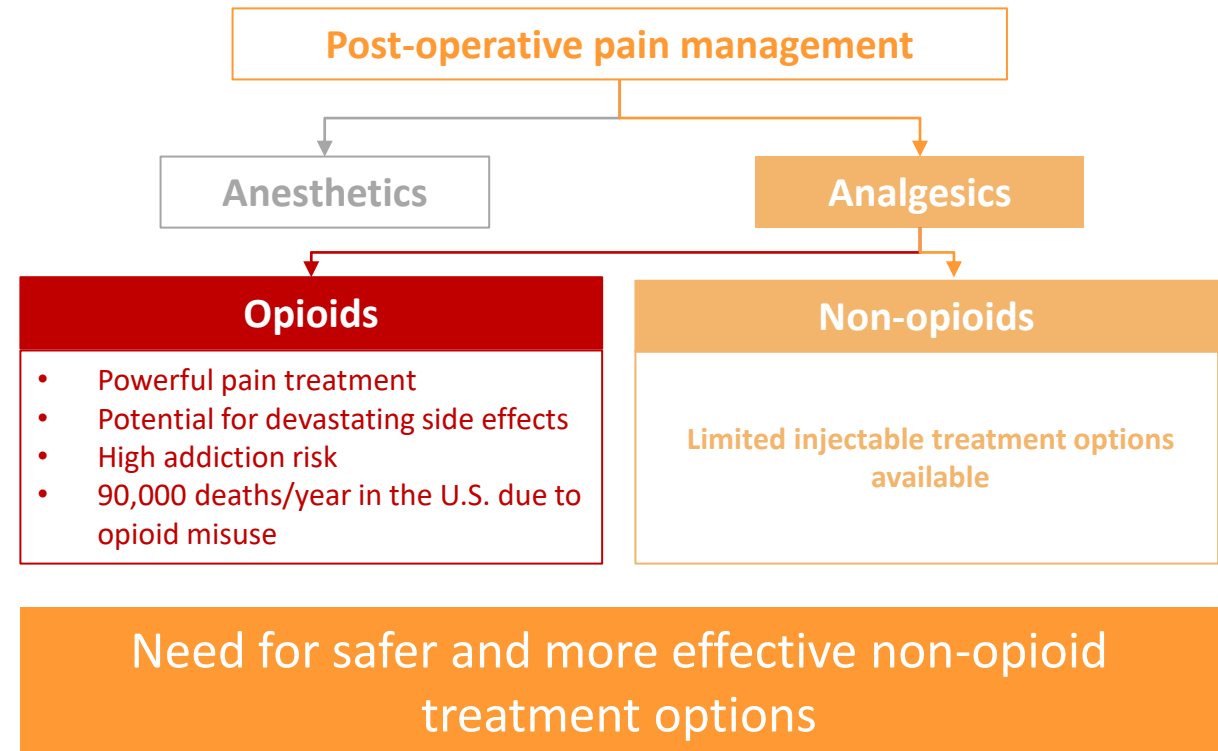 Post-operative pain management
Anesthetics
Analgesics
Opioids
• Powerful pain treatment
• Potential for devastating side effects
• High addiction risk
• 90,000 deaths/year in the U.S. due to
opioid misuse
Non-opioids
Limited injectable treatment options
available
Need for safer and more effective non-opioid
treatment options